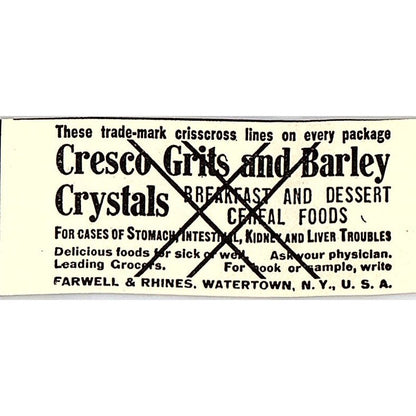 These trade-mark crisscross lines on every package
Cresco Grits and Barley
Crystals BREAKFAST AND DESSERT
CEREAL FOODS
FOR CASES OF STOMACH, INTESTINAL, KIDNEY AND LIVER TROUBLES
Delicious foods for sick or well. Ask your physician.
Leading Grocers. For book or sample, write
FARWELL & RHINES, WATERTOWN, N. Y., U. S. A.